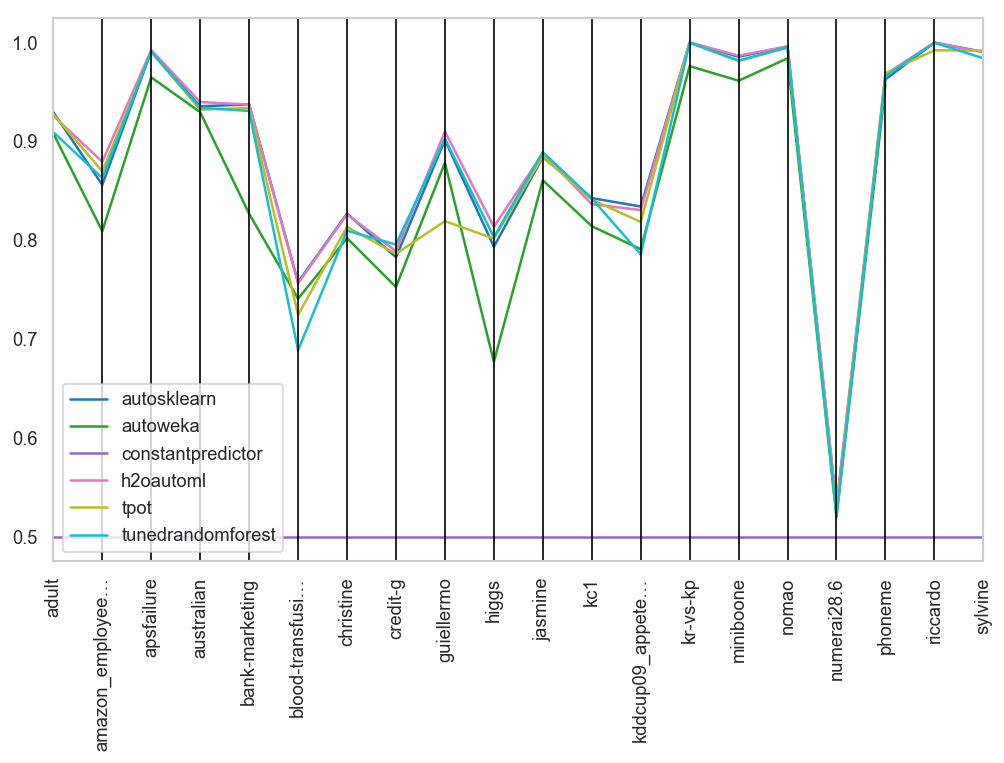 1.0
0.9
0.8
0.7
0.6
0.5
autosklearn
autoweka
constantpredictor
h2oautoml
tpot
tunedrandomforest
adult
amazon_employee…
apsfailure
australian
bank-marketing
blood-transfusi…
christine
credit-g
guiellermo
higgs
jasmine
kc1
kddcup09_appete…
kr-vs-kp
miniboone
nomao
numerai28.6
phoneme
riccardo
sylvine